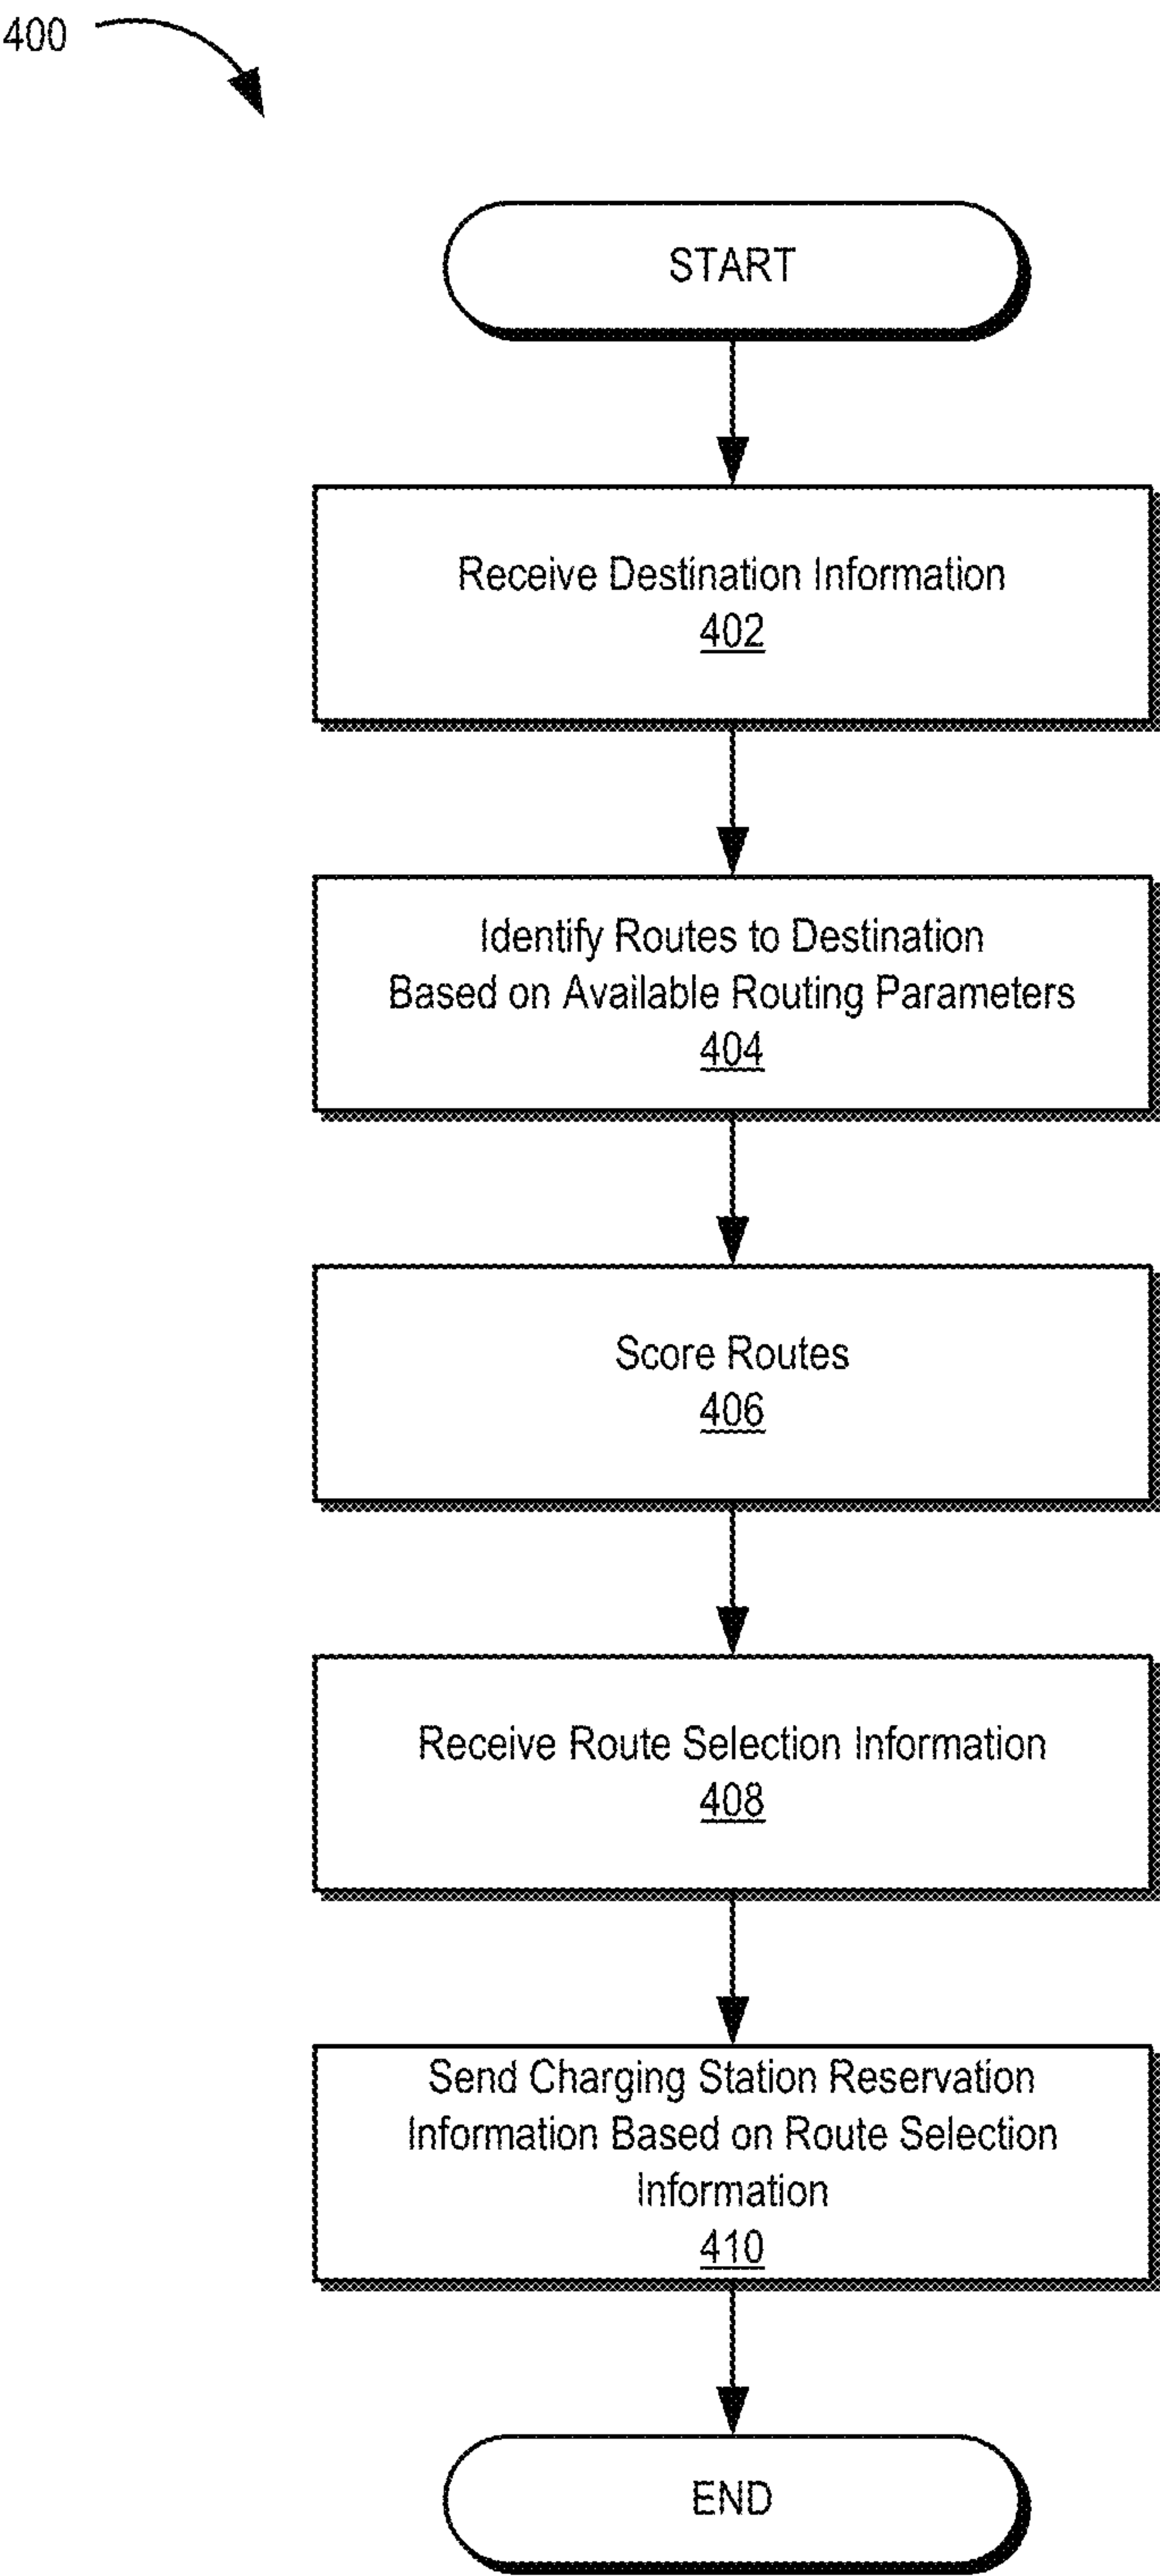 400
START
Receive Destination Information
402
Identify Routes to Destination
Based on Available Routing Parameters
404
Score Routes
406
Receive Route Selection Information
408
Send Charging Station Reservation
Information Based on Route Selection
Information
410
END